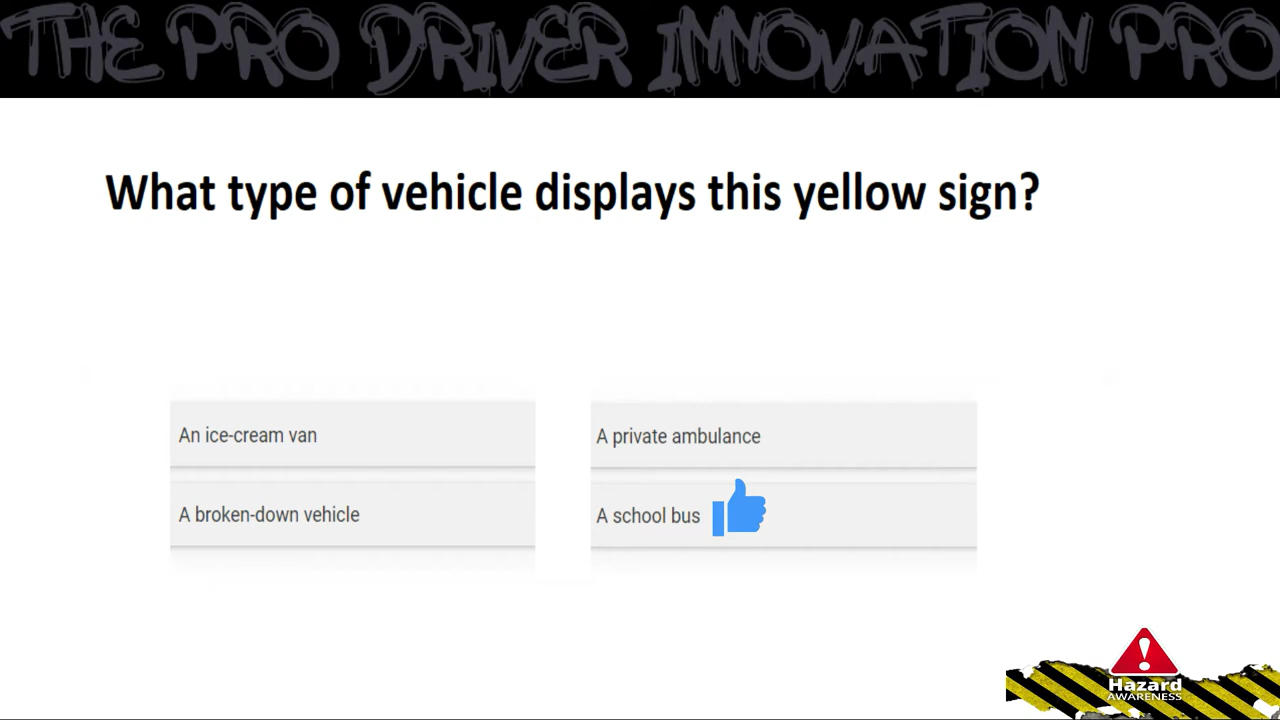 THE PRO DRIVER INNOVATION PRO
What type of vehicle displays this yellow sign?
An ice-cream van
A private ambulance
A broken-down vehicle
A school bus
Hazard
AWARENESS